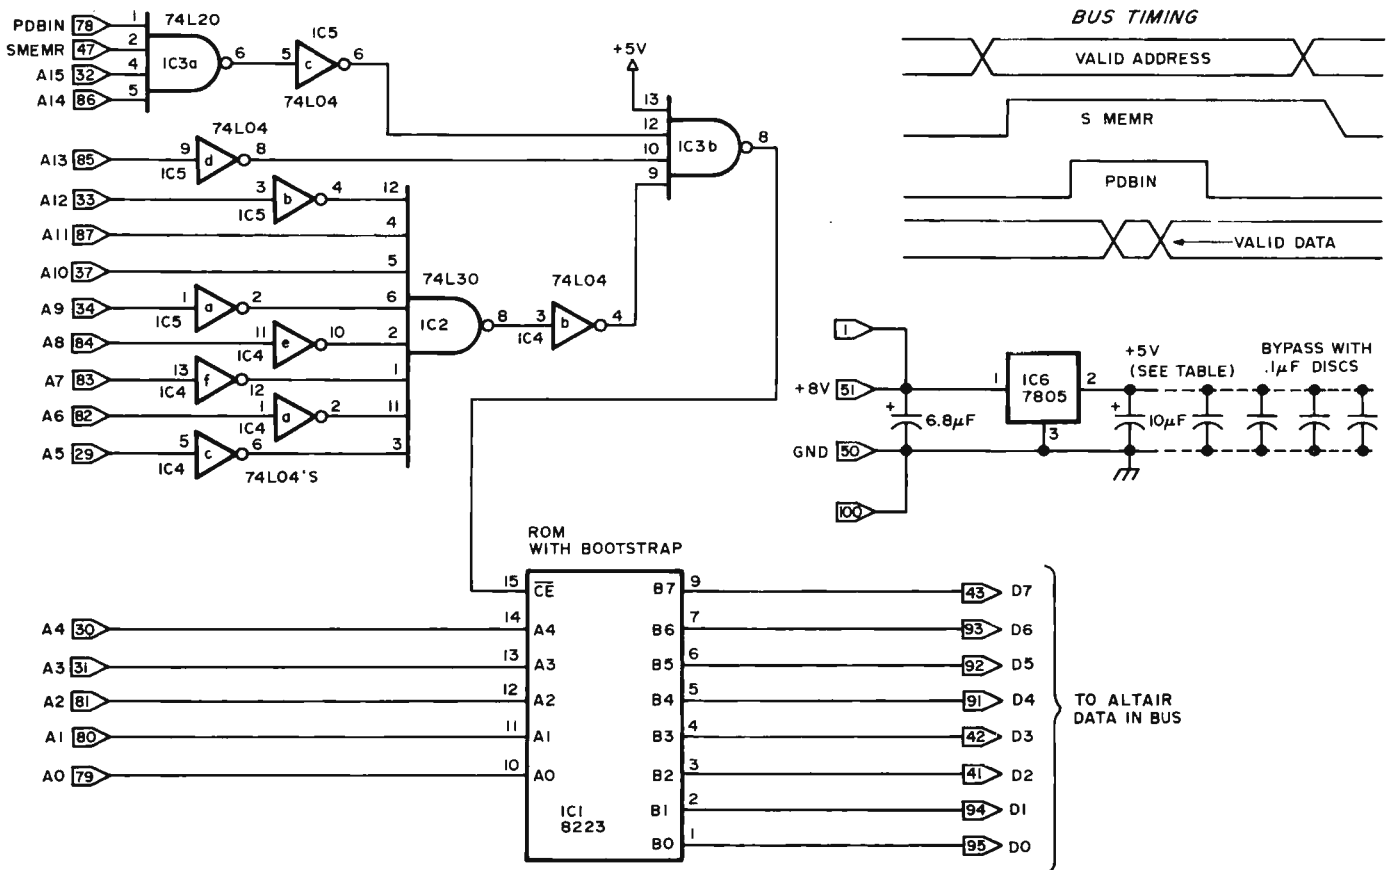 74L20
PDBIN 78 1
SMEMR 47 2
A15 32 4
A14 86 5
IC3a 6
IC5
5 c 6
74L04
+5V
13
12
10
9
IC3b 8
74L04
A13 85 9 d 8
IC5
A12 33 3 b 4 12
IC5
A11 87 4
A10 37 5
74L30
74L04
A9 34 1 a 2 6
IC5
IC2 8 3 b 4
IC4
A8 84 11 e 10 2
IC4
A7 83 13 f 12 1
IC4
A6 82 1 a 2 11
IC4
A5 29 5 c 6 3
IC4
74L04'S
BUS TIMING
VALID ADDRESS
S MEMR
PDBIN
VALID DATA
1
+8V 51
+
6.8µF
1 IC6 2
7805
3
+5V
(SEE TABLE)
BYPASS WITH
.1µF DISCS
+
10µF
GND 50
100
ROM
WITH BOOTSTRAP
15 CE
A4 30 14 A4
A3 31 13 A3
A2 81 12 A2
A1 80 11 A1
A0 79 10 A0
IC1
8223
B7 9 43 D7
B6 7 93 D6
B5 6 92 D5
B4 5 91 D4
B3 4 42 D3
B2 3 41 D2
B1 2 94 D1
B0 1 95 D0
TO ALTAIR
DATA IN BUS